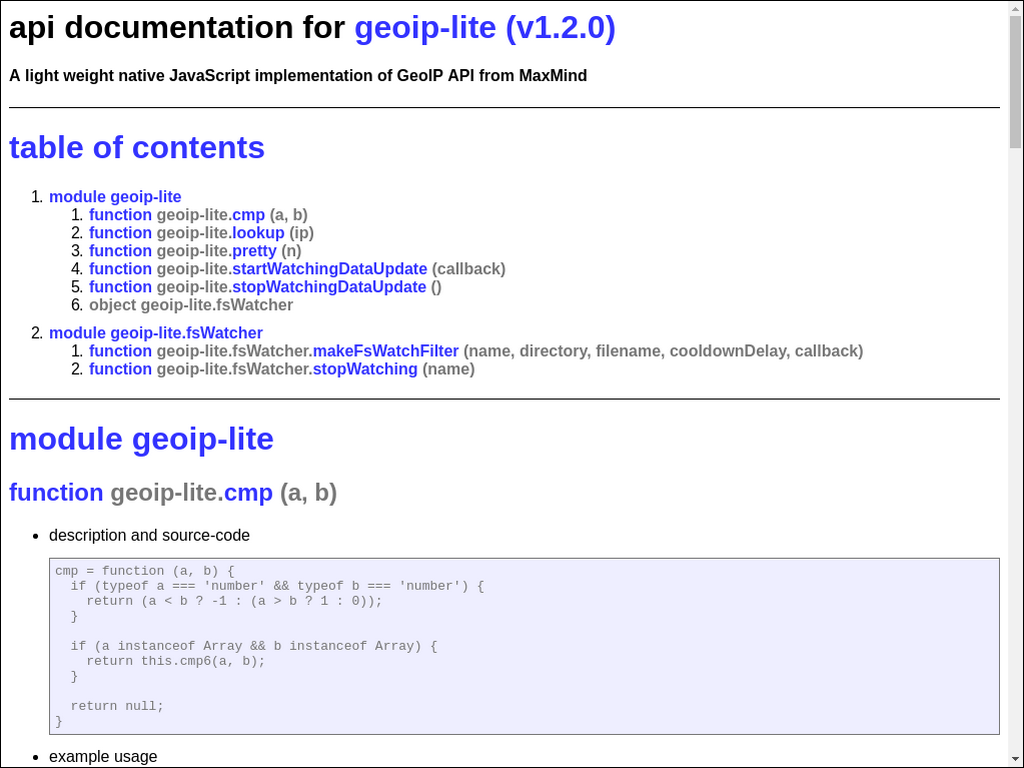 api documentation for geoip-lite (v1.2.0)
A light weight native JavaScript implementation of GeoIP API from MaxMind
table of contents
1. module geoip-lite
1. function geoip-lite.cmp (a, b)
2. function geoip-lite.lookup (ip)
3. function geoip-lite.pretty (n)
4. function geoip-lite.startWatchingDataUpdate (callback)
5. function geoip-lite.stopWatchingDataUpdate ()
6. object geoip-lite.fsWatcher
2. module geoip-lite.fsWatcher
1. function geoip-lite.fsWatcher.makeFsWatchFilter (name, directory, filename, cooldownDelay, callback)
2. function geoip-lite.fsWatcher.stopWatching (name)
module geoip-lite
function geoip-lite.cmp (a, b)
• description and source-code
cmp = function (a, b) {
  if (typeof a === 'number' && typeof b === 'number') {
    return (a < b ? -1 : (a > b ? 1 : 0));
  }
  if (a instanceof Array && b instanceof Array) {
    return this.cmp6(a, b);
  }
  return null;
}
• example usage